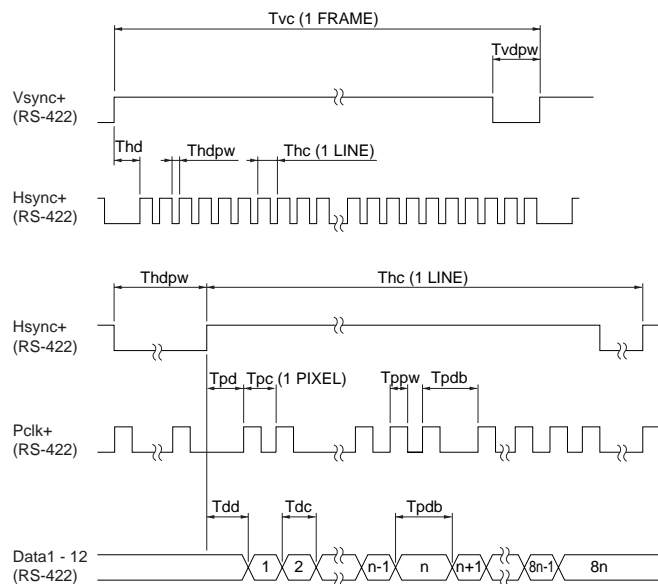 Tvc (1 FRAME)
Tvdpw
Vsync+
(RS-422)
Thd Thdpw Thc (1 LINE)
Hsync+
(RS-422)
Thdpw Thc (1 LINE)
Hsync+
(RS-422)
Tpd Tpc (1 PIXEL) Tppw Tpdb
Pclk+
(RS-422)
Tdd Tdc Tpdb
Data1 - 12
(RS-422)
1 2 n-1 n n+1 8n-1 8n